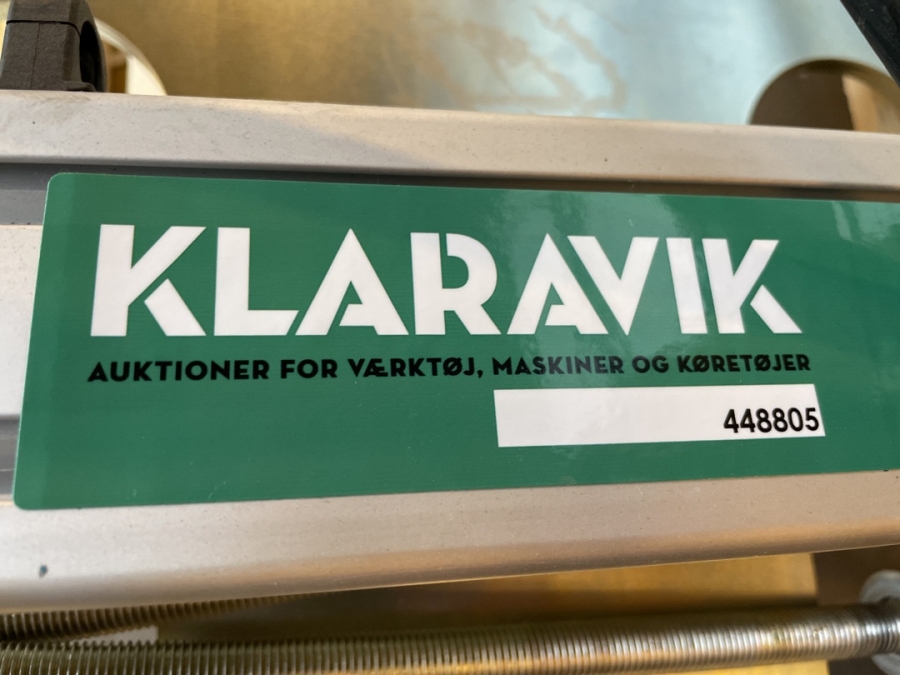 KLARAVIK
AUKTIONER FOR VÆRKTØJ, MASKINER OG KØRETØJER
448805